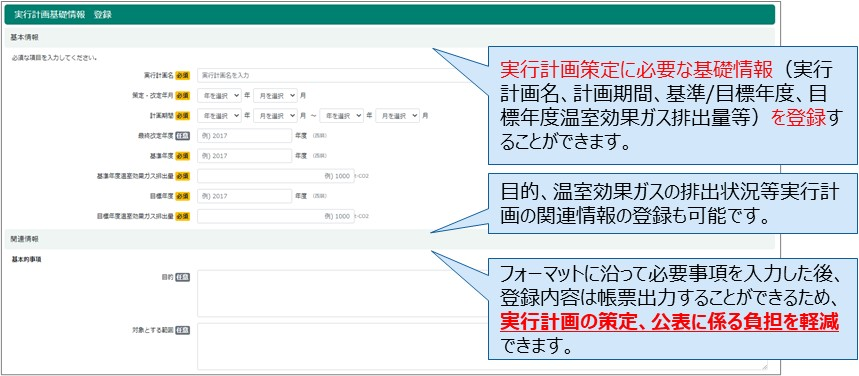 実行計画基礎情報　登録
基本情報
必須な項目を入力してください。
実行計画名 必須 実行計画名を入力
策定・改定年月 必須 年を選択 年 月を選択 月
計画期間 必須 年を選択 年 月を選択 月 ～ 年を選択 年 月を選択 月
最終改定年度 任意 例) 2017 年度 (西暦)
基準年度 必須 例) 2017 年度 (西暦)
基準年度温室効果ガス排出量 必須 例) 1000 t-CO2
目標年度 必須 例) 2017 年度 (西暦)
目標年度温室効果ガス排出量 必須 例) 1000 t-CO2
関連情報
基本的事項
目的 任意
対象とする範囲 任意
実行計画策定に必要な基礎情報（実行
計画名、計画期間、基準/目標年度、目
標年度温室効果ガス排出量等）を登録す
ることができます。
目的、温室効果ガスの排出状況等実行計
画の関連情報の登録も可能です。
フォーマットに沿って必要事項を入力した後、
登録内容は帳票出力することができるため、
実行計画の策定、公表に係る負担を軽減
できます。